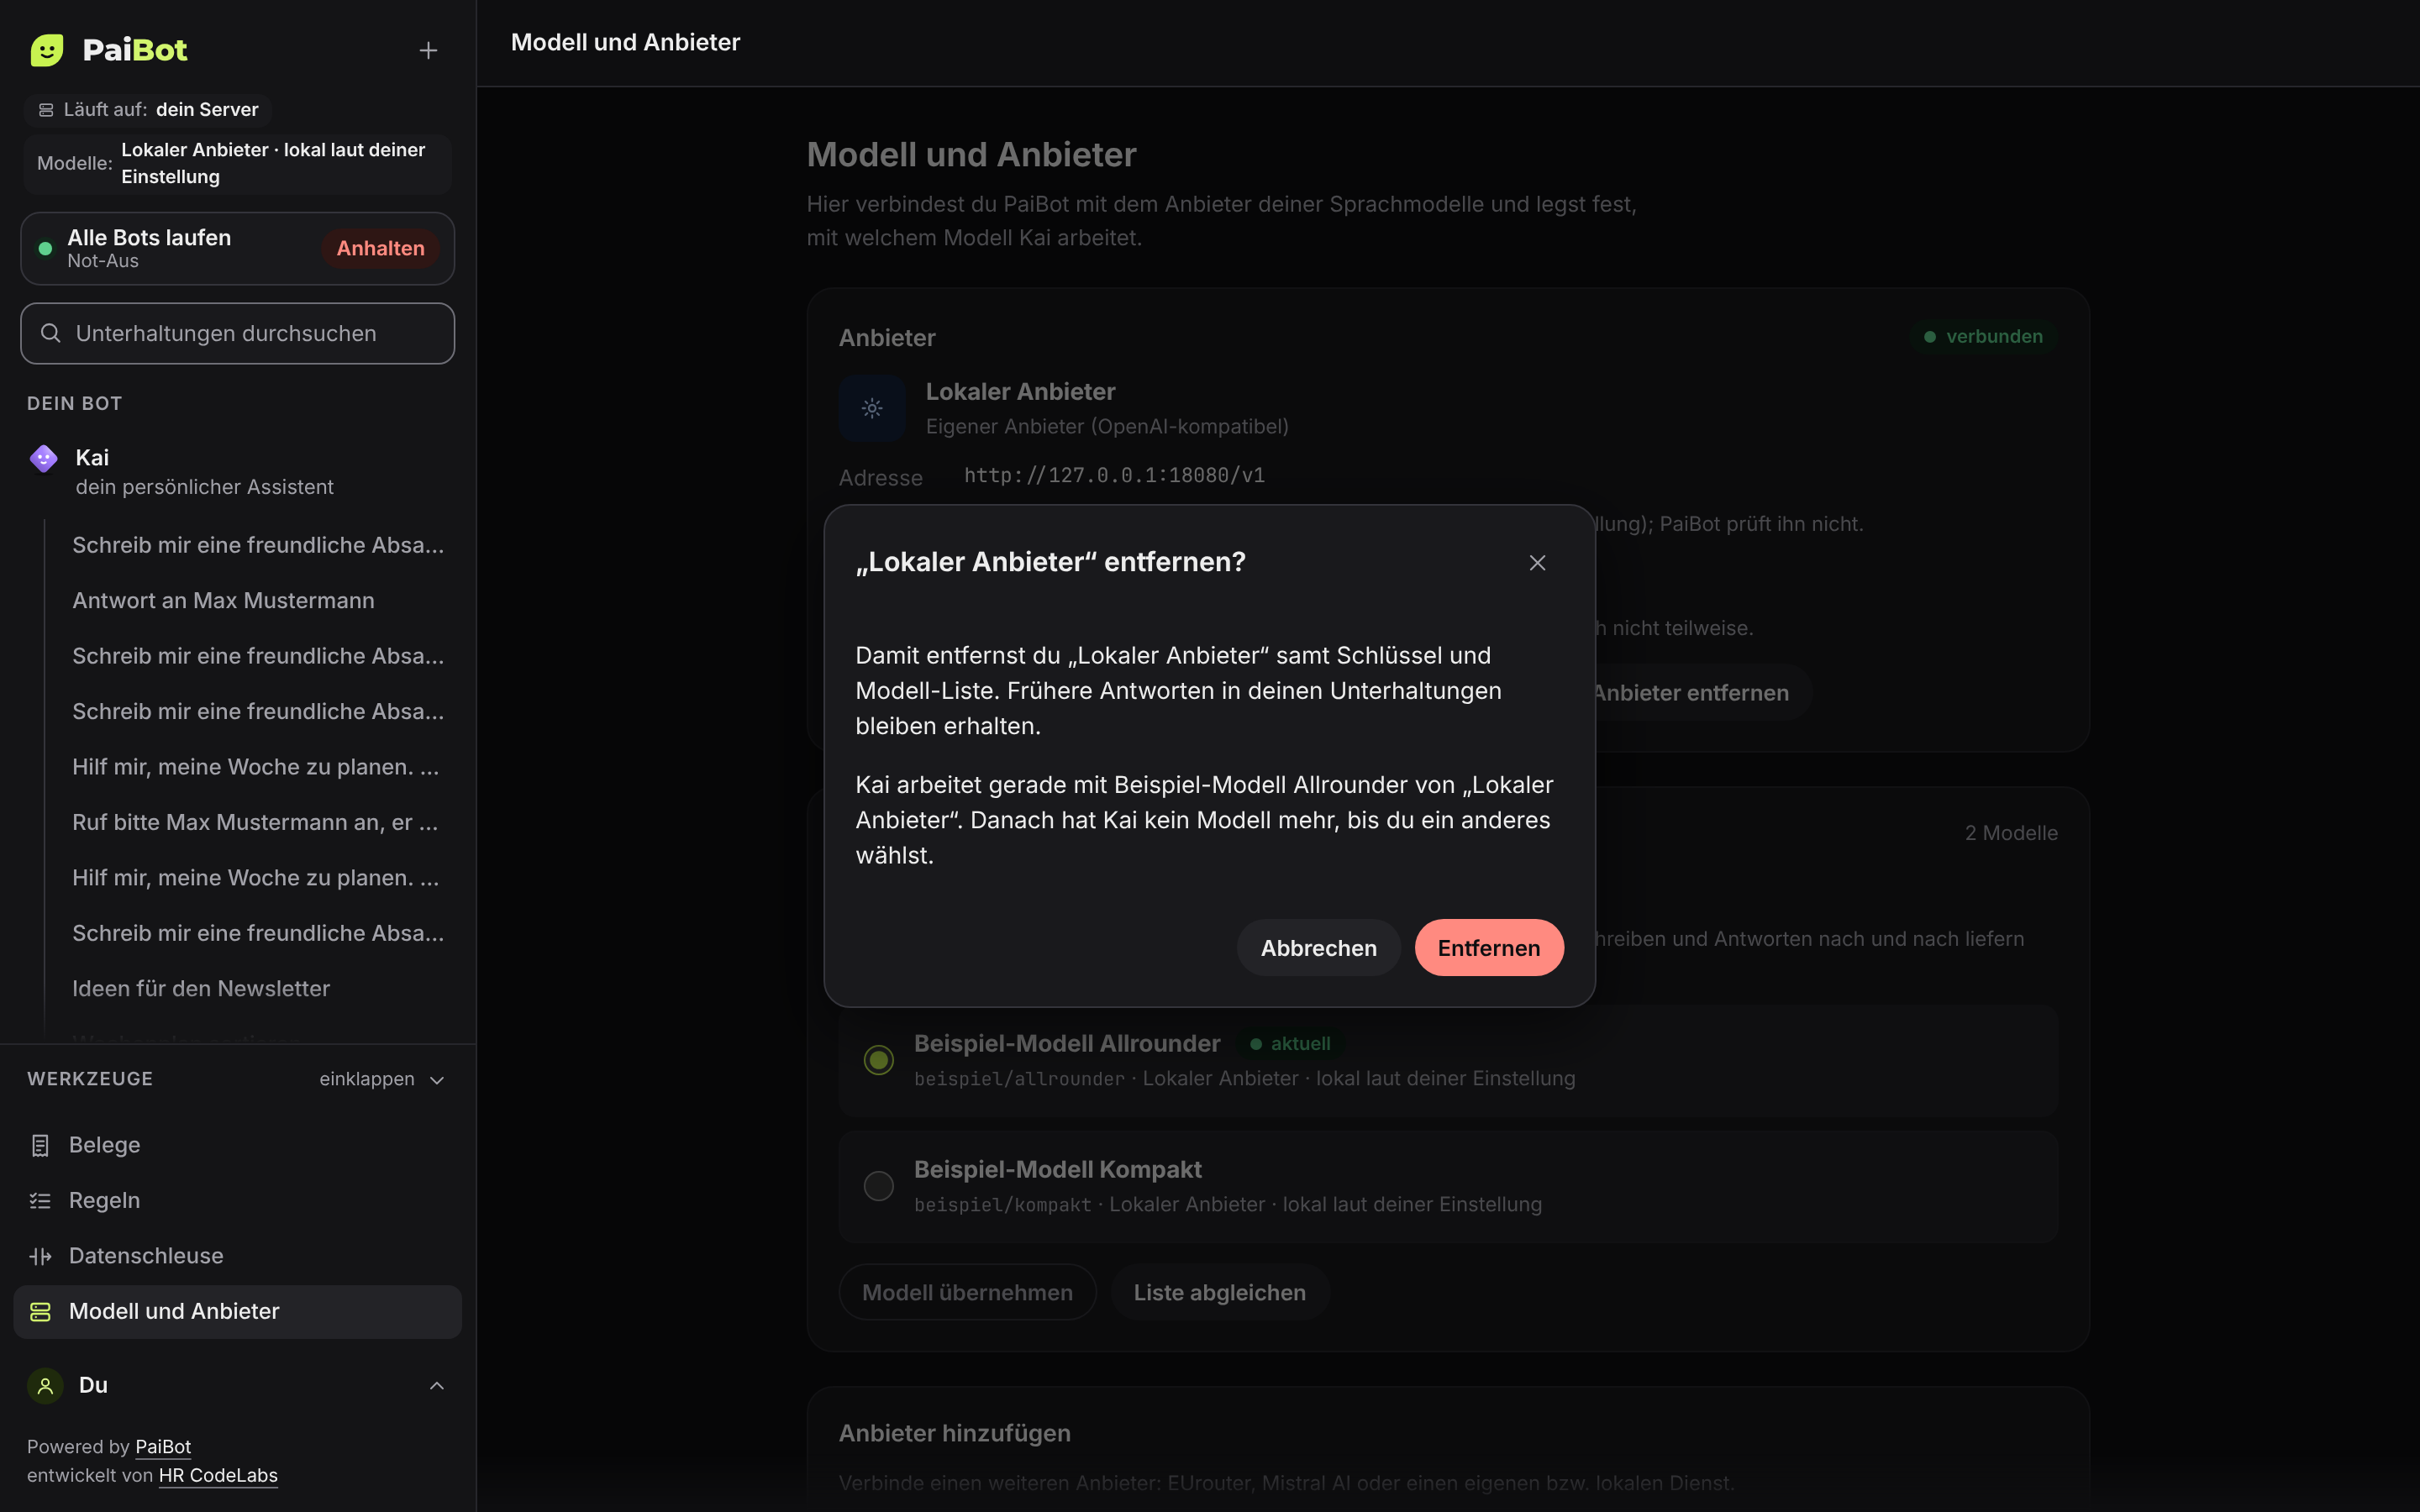 PaiBot
Läuft auf: dein Server
Modelle: Lokaler Anbieter · lokal laut deiner
Einstellung
Alle Bots laufen
Not-Aus
Anhalten
Unterhaltungen durchsuchen
DEIN BOT
Kai
dein persönlicher Assistent
Schreib mir eine freundliche Absa...
Antwort an Max Mustermann
Schreib mir eine freundliche Absa...
Schreib mir eine freundliche Absa...
Hilf mir, meine Woche zu planen. ...
Ruf bitte Max Mustermann an, er ...
Hilf mir, meine Woche zu planen. ...
Schreib mir eine freundliche Absa...
Ideen für den Newsletter
WERKZEUGE
einklappen
Belege
Regeln
Datenschleuse
Modell und Anbieter
Du
Powered by PaiBot
entwickelt von HR CodeLabs
Modell und Anbieter
Modell und Anbieter
Hier verbindest du PaiBot mit dem Anbieter deiner Sprachmodelle und legst fest,
mit welchem Modell Kai arbeitet.
Anbieter
verbunden
Lokaler Anbieter
Eigener Anbieter (OpenAI-kompatibel)
Adresse http://127.0.0.1:18080/v1
llung); PaiBot prüft ihn nicht.
nicht teilweise.
Anbieter entfernen
„Lokaler Anbieter“ entfernen?
Damit entfernst du „Lokaler Anbieter“ samt Schlüssel und
Modell-Liste. Frühere Antworten in deinen Unterhaltungen
bleiben erhalten.
Kai arbeitet gerade mit Beispiel-Modell Allrounder von „Lokaler
Anbieter“. Danach hat Kai kein Modell mehr, bis du ein anderes
wählst.
Abbrechen
Entfernen
2 Modelle
hreiben und Antworten nach und nach liefern
Beispiel-Modell Allrounder
aktuell
beispiel/allrounder · Lokaler Anbieter · lokal laut deiner Einstellung
Beispiel-Modell Kompakt
beispiel/kompakt · Lokaler Anbieter · lokal laut deiner Einstellung
Modell übernehmen
Liste abgleichen
Anbieter hinzufügen
Verbinde einen weiteren Anbieter: EUrouter, Mistral AI oder einen eigenen bzw. lokalen Dienst.